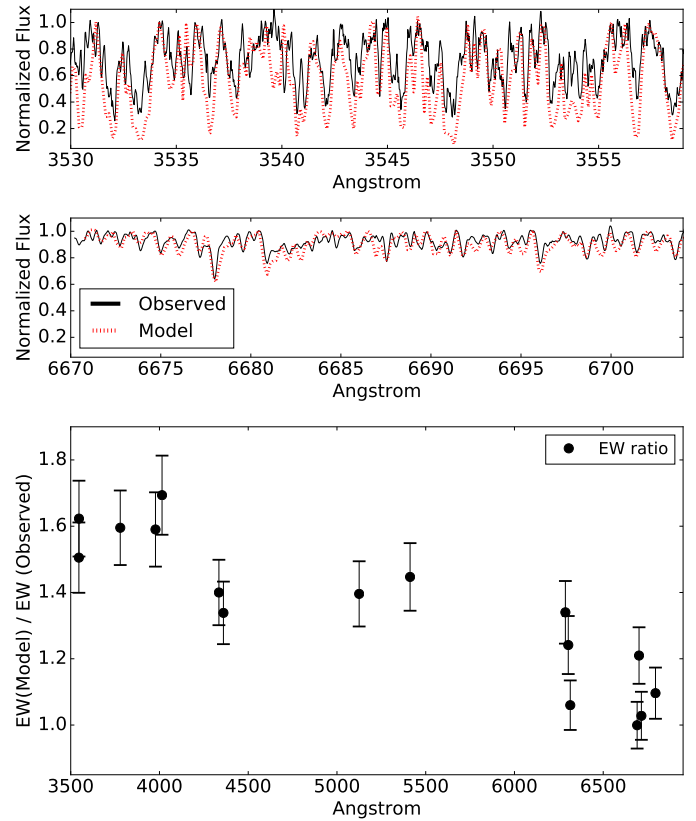 Normalized Flux
1.0
0.8
0.6
0.4
0.2
3530 3535 3540 3545 3550 3555
Angstrom
Normalized Flux
1.0
0.8
0.6
0.4
0.2
Observed
Model
6670 6675 6680 6685 6690 6695 6700
Angstrom
EW(Model) / EW (Observed)
1.8
1.6
1.4
1.2
1.0
EW ratio
3500 4000 4500 5000 5500 6000 6500
Angstrom